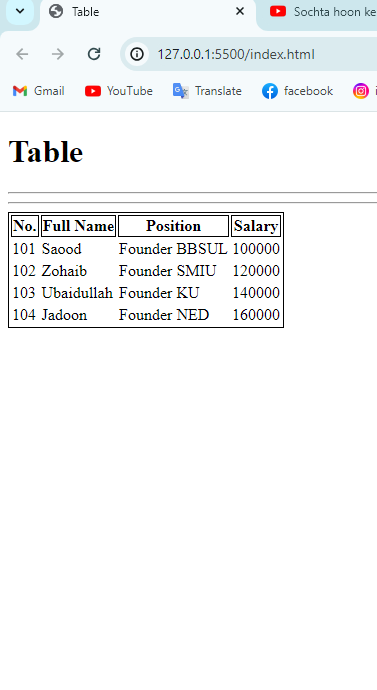 Table
Sochta hoon ke
127.0.0.1:5500/index.html
Gmail YouTube Translate facebook
Table
No. Full Name Position Salary
101 Saood Founder BBSUL 100000
102 Zohaib Founder SMIU 120000
103 Ubaidullah Founder KU 140000
104 Jadoon Founder NED 160000